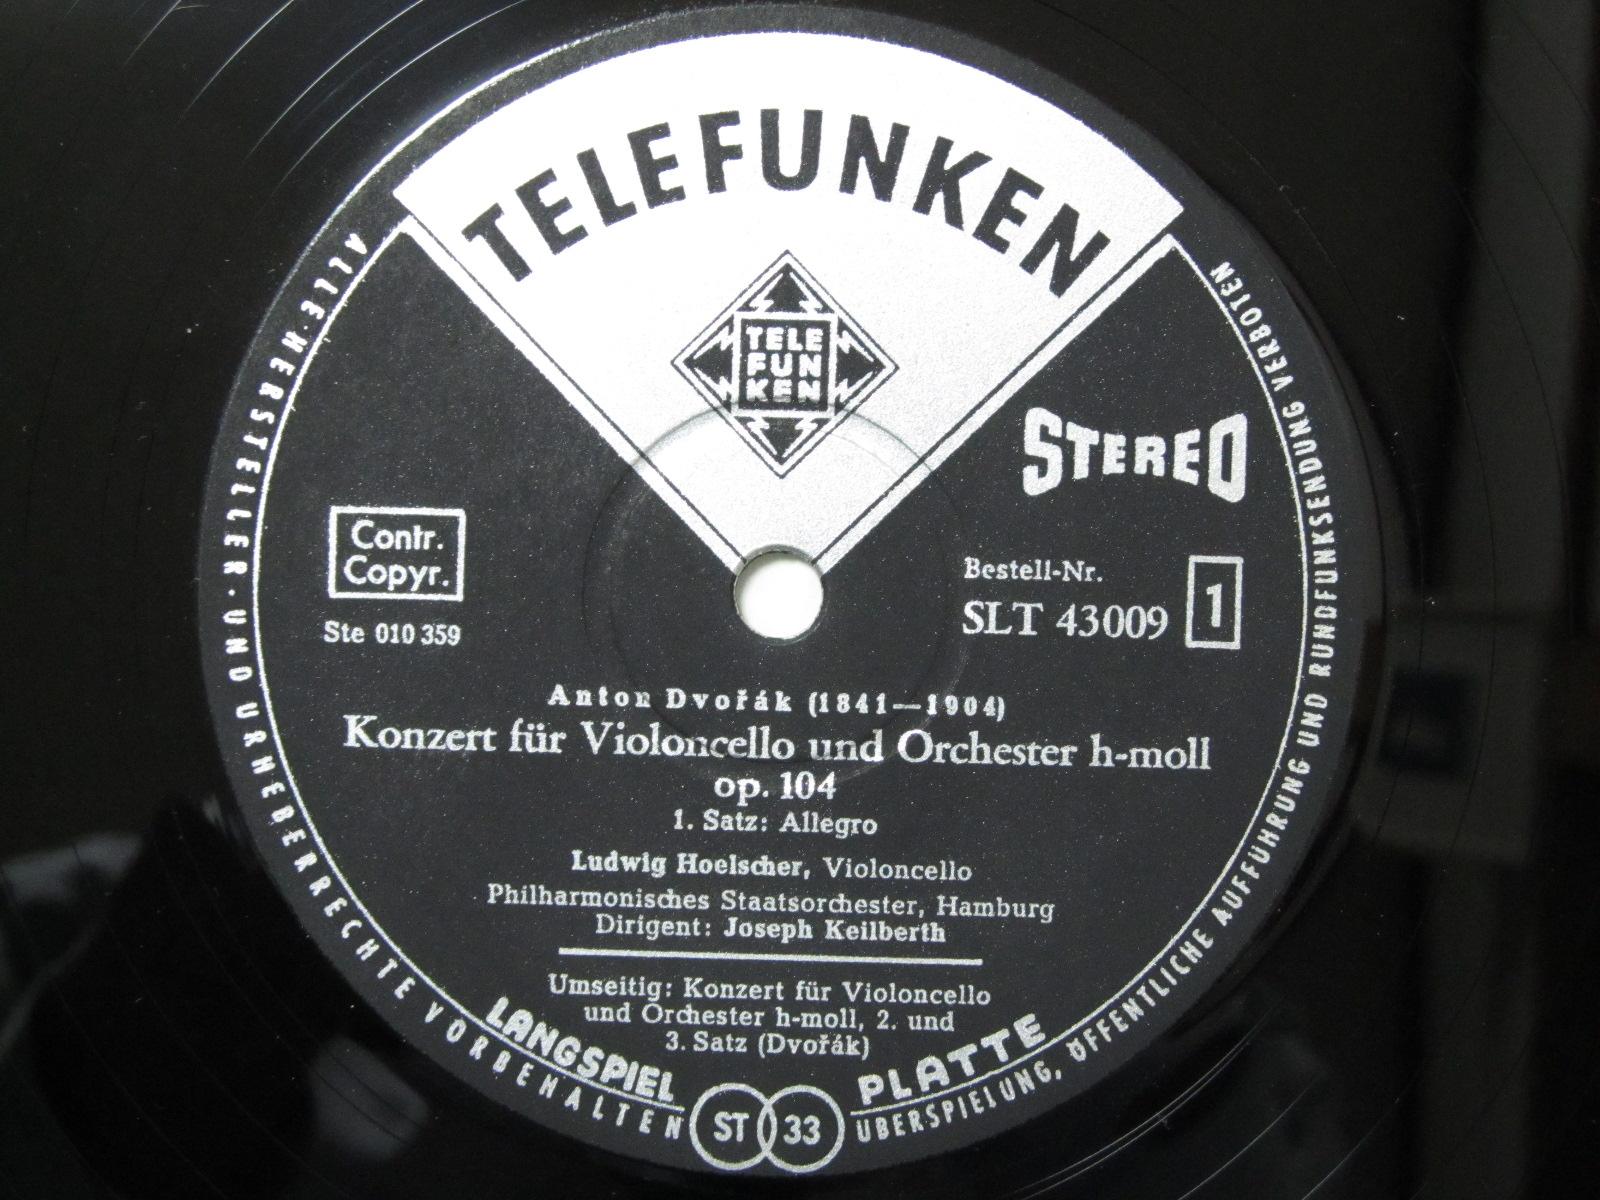 TELEFUNKEN
TELE
FUN
KEN
STEREO
Contr.
Copyr.
Ste 010 359
Bestell-Nr.
SLT 43009
1
Anton Dvořák (1841—1904)
Konzert für Violoncello und Orchester h-moll
op. 104
1. Satz: Allegro
Ludwig Hoelscher, Violoncello
Philharmonisches Staatsorchester, Hamburg
Dirigent: Joseph Keilberth
Umseitig: Konzert für Violoncello
und Orchester h-moll, 2. und
3. Satz (Dvořák)
LANGSPIEL PLATTE
ST 33
ALLE HERSTELLER- UND URHEBERRECHTE VORBEHALTEN
ÜBERSPIELUNG, ÖFFENTLICHE AUFFÜHRUNG UND RUNDFUNKSENDUNG VERBOTEN